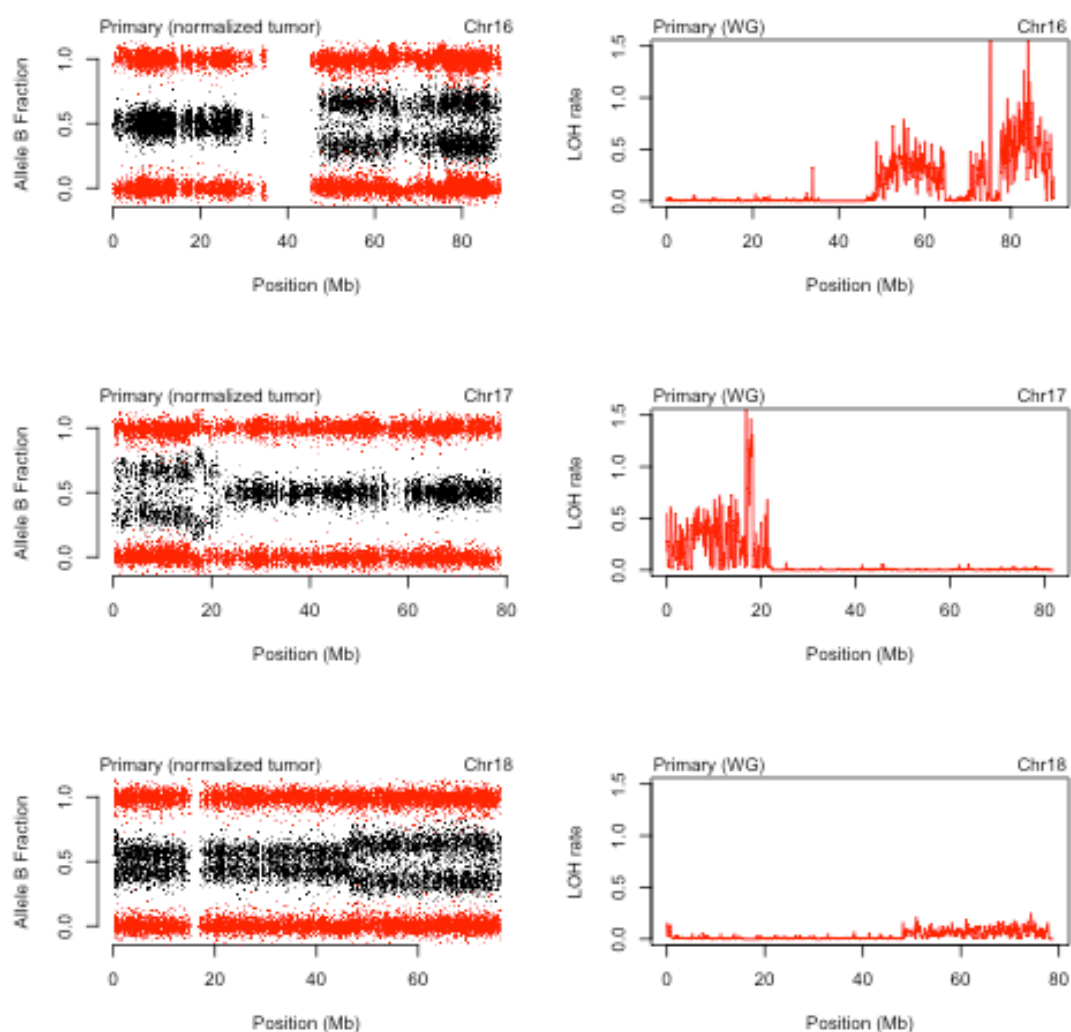 Primary (normalized tumor) Chr16
Allele B Fraction
1.0
0.5
0.0
0 20 40 60 80
Position (Mb)
Primary (WG) Chr16
LOH rate
1.5
1.0
0.5
0.0
0 20 40 60 80
Position (Mb)
Primary (normalized tumor) Chr17
Allele B Fraction
1.0
0.5
0.0
0 20 40 60 80
Position (Mb)
Primary (WG) Chr17
LOH rate
1.5
1.0
0.5
0.0
0 20 40 60 80
Position (Mb)
Primary (normalized tumor) Chr18
Allele B Fraction
1.0
0.5
0.0
0 20 40 60
Position (Mb)
Primary (WG) Chr18
LOH rate
1.5
1.0
0.5
0.0
0 20 40 60 80
Position (Mb)